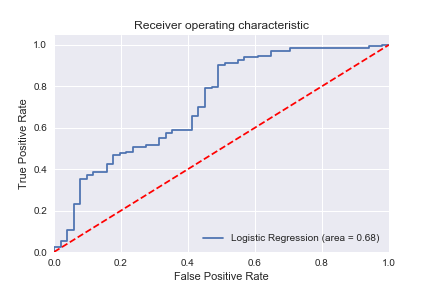 Receiver operating characteristic
1.0
0.8
0.6
0.4
0.2
0.0
True Positive Rate
Logistic Regression (area = 0.68)
0.0 0.2 0.4 0.6 0.8 1.0
False Positive Rate